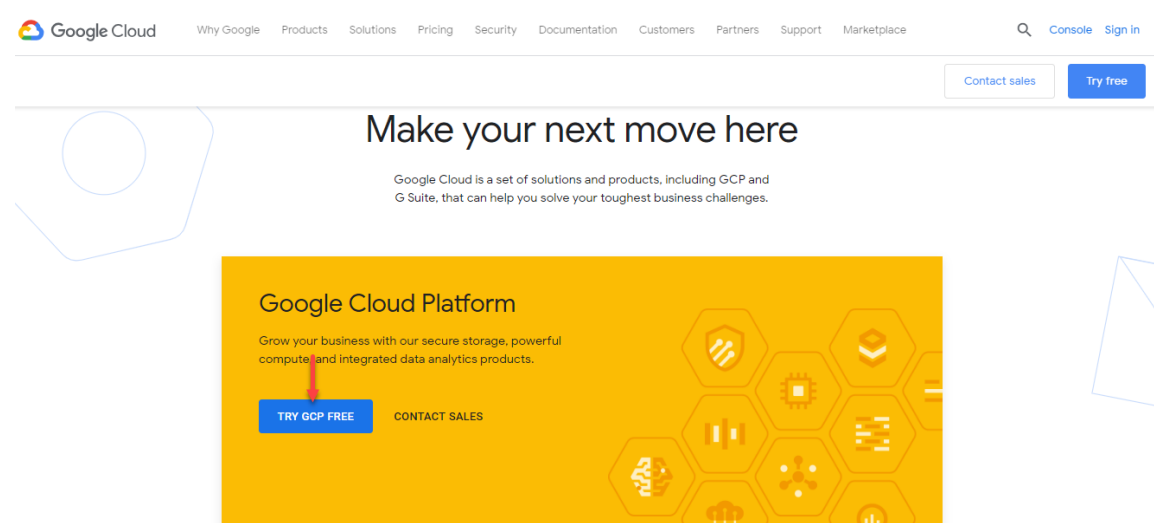 Google Cloud Why Google Products Solutions Pricing Security Documentation Customers Partners Support Marketplace Console Sign in
Contact sales Try free
Make your next move here
Google Cloud is a set of solutions and products, including GCP and
G Suite, that can help you solve your toughest business challenges.
Google Cloud Platform
Grow your business with our secure storage, powerful
compute and integrated data analytics products.
TRY GCP FREE CONTACT SALES